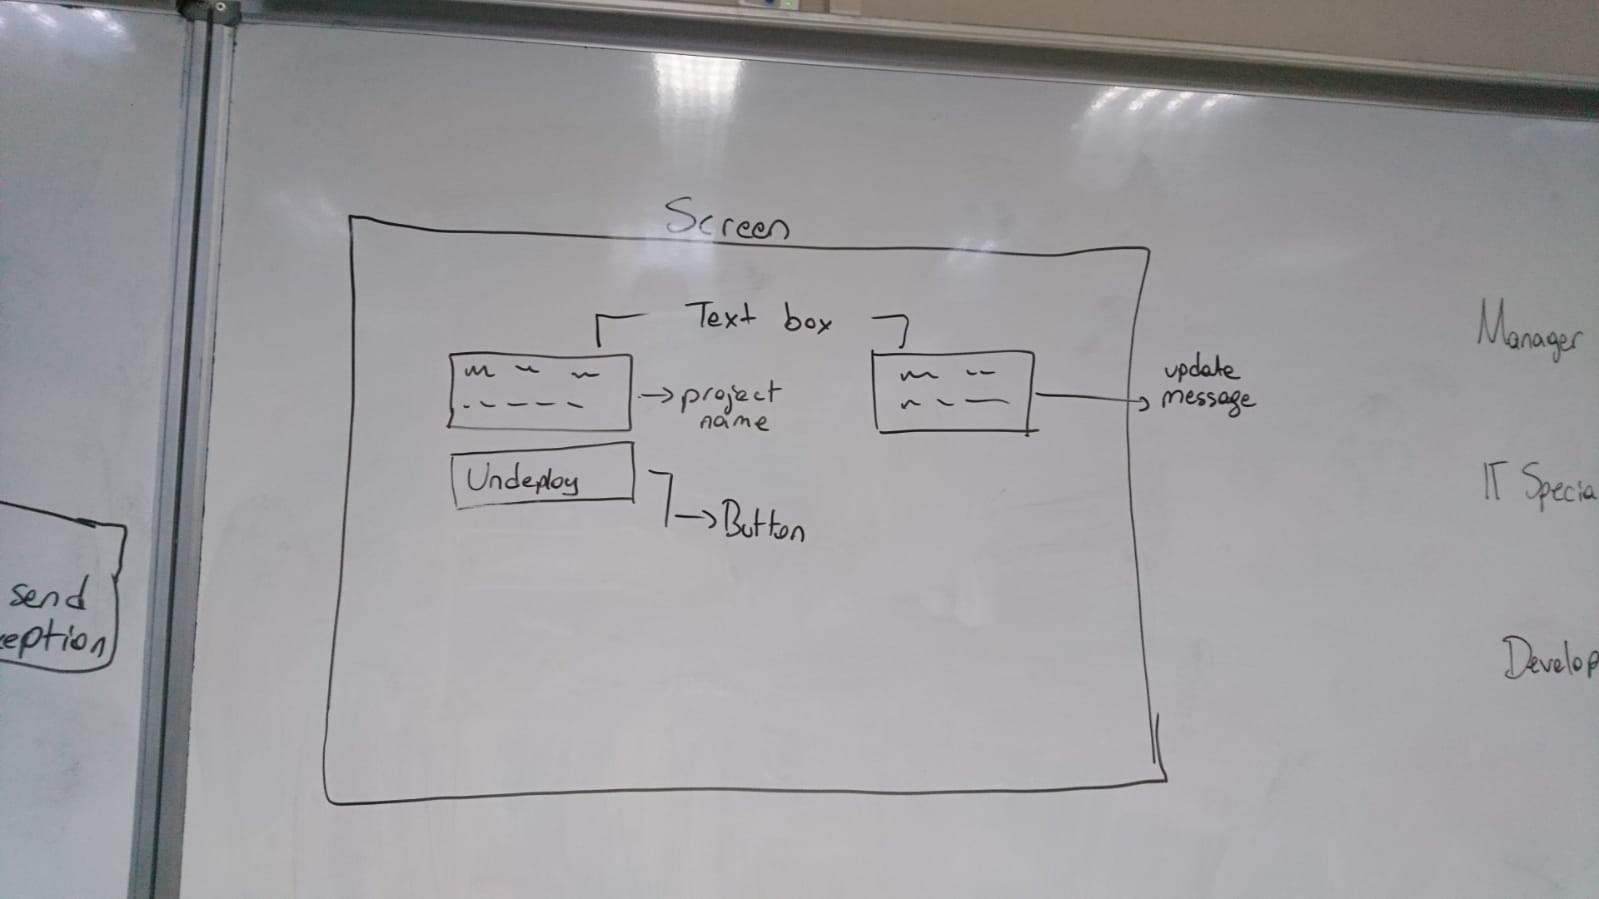 Screen
Text box
project
name
update
message
Undeploy
Button
send
eption
Manager
IT Specia
Develop